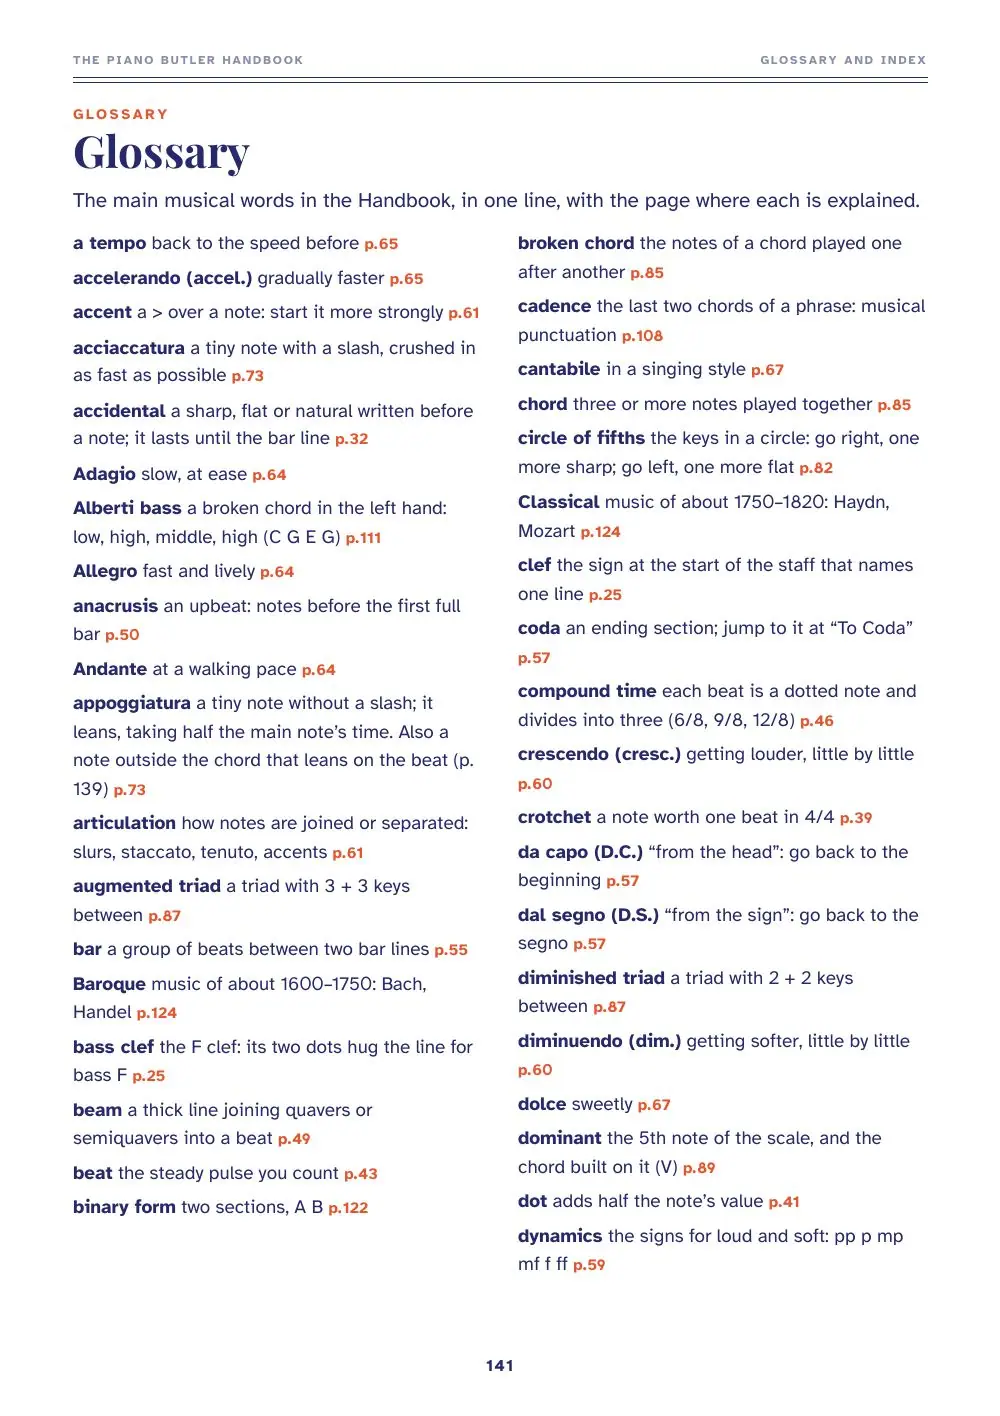 THE PIANO BUTLER HANDBOOK
GLOSSARY AND INDEX
GLOSSARY
Glossary
The main musical words in the Handbook, in one line, with the page where each is explained.
a tempo back to the speed before p.65
accelerando (accel.) gradually faster p.65
accent a > over a note: start it more strongly p.61
acciaccatura a tiny note with a slash, crushed in
as fast as possible p.73
accidental a sharp, flat or natural written before
a note; it lasts until the bar line p.32
Adagio slow, at ease p.64
Alberti bass a broken chord in the left hand:
low, high, middle, high (C G E G) p.111
Allegro fast and lively p.64
anacrusis an upbeat: notes before the first full
bar p.50
Andante at a walking pace p.64
appoggiatura a tiny note without a slash; it
leans, taking half the main note’s time. Also a
note outside the chord that leans on the beat (p.
139) p.73
articulation how notes are joined or separated:
slurs, staccato, tenuto, accents p.61
augmented triad a triad with 3 + 3 keys
between p.87
bar a group of beats between two bar lines p.55
Baroque music of about 1600–1750: Bach,
Handel p.124
bass clef the F clef: its two dots hug the line for
bass F p.25
beam a thick line joining quavers or
semiquavers into a beat p.49
beat the steady pulse you count p.43
binary form two sections, A B p.122
broken chord the notes of a chord played one
after another p.85
cadence the last two chords of a phrase: musical
punctuation p.108
cantabile in a singing style p.67
chord three or more notes played together p.85
circle of fifths the keys in a circle: go right, one
more sharp; go left, one more flat p.82
Classical music of about 1750–1820: Haydn,
Mozart p.124
clef the sign at the start of the staff that names
one line p.25
coda an ending section; jump to it at “To Coda”
p.57
compound time each beat is a dotted note and
divides into three (6/8, 9/8, 12/8) p.46
crescendo (cresc.) getting louder, little by little
p.60
crotchet a note worth one beat in 4/4 p.39
da capo (D.C.) “from the head”: go back to the
beginning p.57
dal segno (D.S.) “from the sign”: go back to the
segno p.57
diminished triad a triad with 2 + 2 keys
between p.87
diminuendo (dim.) getting softer, little by little
p.60
dolce sweetly p.67
dominant the 5th note of the scale, and the
chord built on it (V) p.89
dot adds half the note’s value p.41
dynamics the signs for loud and soft: pp p mp
mf f ff p.59
141